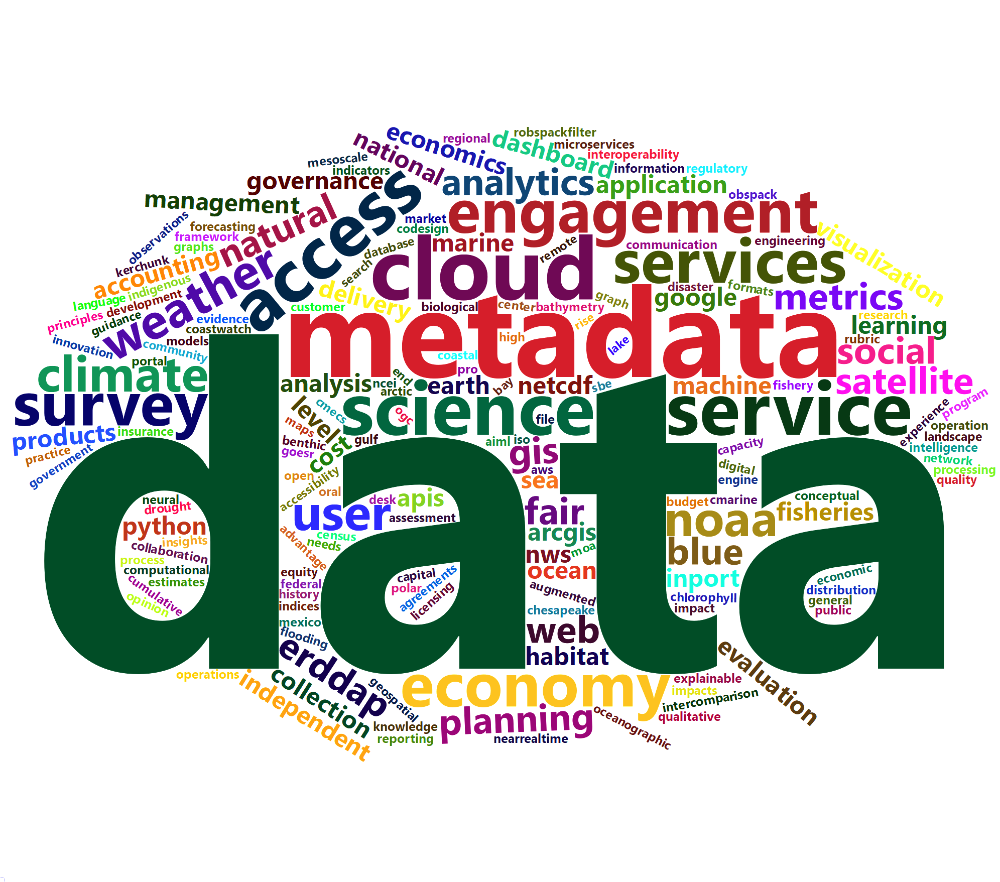 economics
regional
dashboard
robspackfilter
microservices
interoperability
national
mesoscale
indicators
information
regulatory
governance
analytics
application
obspack
management
access
engagement
natural
market
codesign
observations
forecasting
framework
graphs
marine
remote
communication
engineering
visualization
database
search
cloud
services
kerchunk
accounting
weather
indigenous
language
development
principles
guidance
delivery
customer
biological
center
bathymetry
graph
disaster
formats
google
metrics
evidence
coastwatch
models
metadata
rise
high
lake
research
learning
rubric
innovation
community
portal
coastal
pro
social
climate
analysis
ncei
end
arctic
earth
bay
netcdf
sbe
machine
fishery
satellite
survey
level
cmecs
science
ogc
file
service
experience
program
products
insurance
maps
benthic
goesr
cost
gulf
aiml
iso
gis
capacity
operation
landscape
intelligence
practice
government
data
open
accessibility
oral
aws
sea
digital
engine
network
processing
quality
neural
drought
python
insights
collaboration
process
computational
estimates
cumulative
opinion
desk
apis
user
assessment
census
needs
advantage
fair
arcgis
nws
moa
ocean
budget
cmarine
conceptual
noaa
fisheries
blue
inport
equity
federal
history
indices
capital
polar
agreements
licensing
augmented
chesapeake
chlorophyll
impact
economic
distribution
general
public
mexico
flooding
web
habitat
erddap
evaluation
operations
independent
collection
geospatial
economy
explainable
impacts
intercomparison
qualitative
planning
oceanographic
knowledge
reporting
nearrealtime